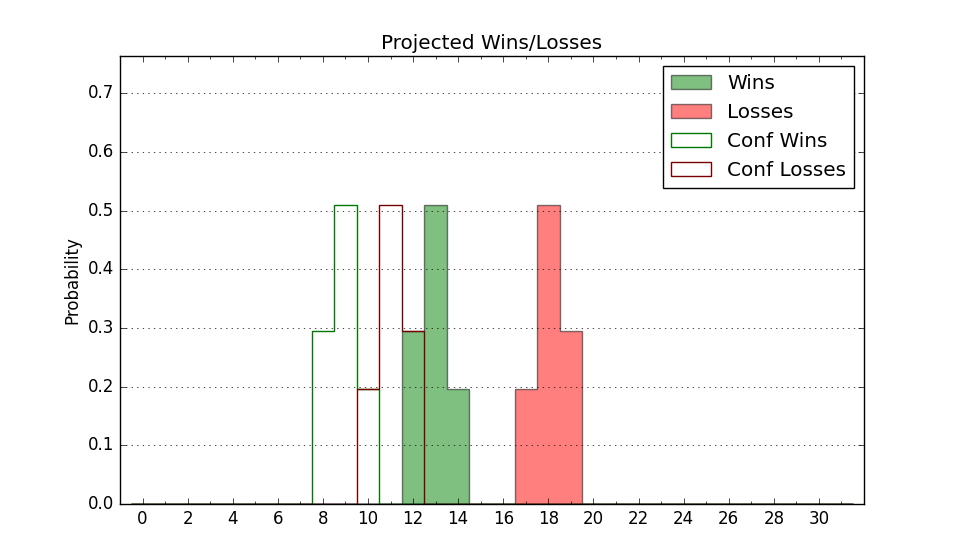 Projected Wins/Losses
Wins
Losses
Conf Wins
Conf Losses
Probability
0.7
0.6
0.5
0.4
0.3
0.2
0.1
0.0
0 2 4 6 8 10 12 14 16 18 20 22 24 26 28 30